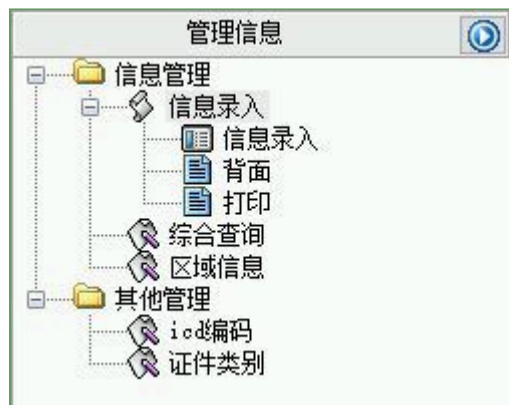 管理信息
信息管理
信息录入
信息录入
背面
打印
综合查询
区域信息
其他管理
icd编码
证件类别